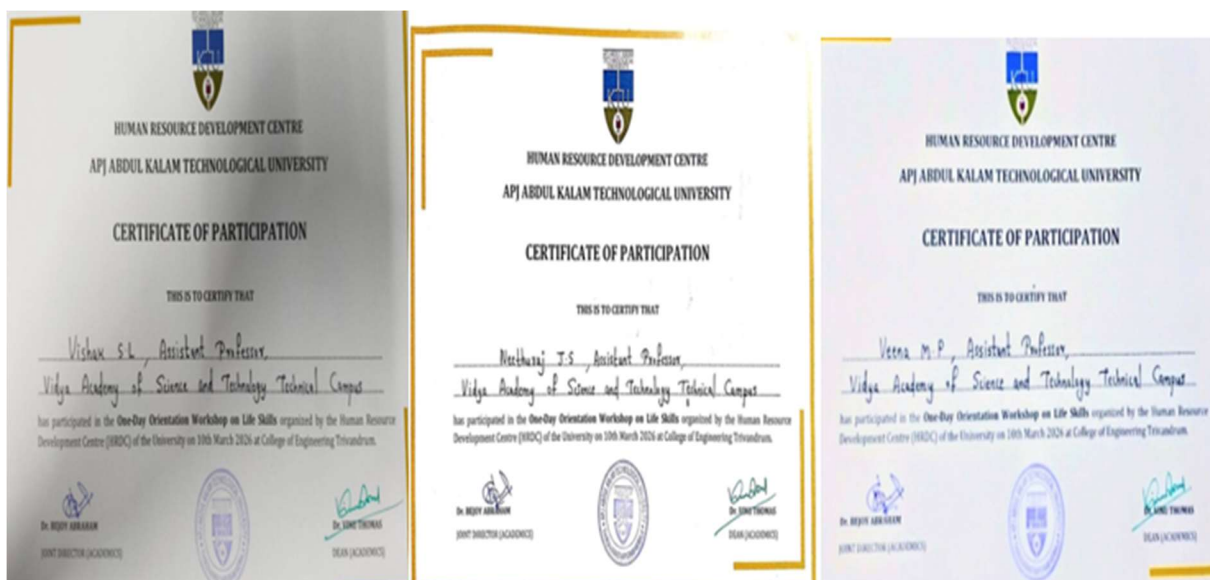 KTU
HUMAN RESOURCE DEVELOPMENT CENTRE
APJ ABDUL KALAM TECHNOLOGICAL UNIVERSITY
CERTIFICATE OF PARTICIPATION
THIS IS TO CERTIFY THAT
Vishak S L, Assistant Professor,
Vidya Academy of Science and Technology Technical Campus
has participated in the One-Day Orientation Workshop on Life Skills organized by the Human Resource
Development Centre (HRDC) of the University on 10th March 2026 at College of Engineering Trivandrum.
Dr. BEJOY ABRAHAM
JOINT DIRECTOR (ACADEMICS)
Dr. VINU THOMAS
DEAN (ACADEMICS)
KTU
HUMAN RESOURCE DEVELOPMENT CENTRE
APJ ABDUL KALAM TECHNOLOGICAL UNIVERSITY
CERTIFICATE OF PARTICIPATION
THIS IS TO CERTIFY THAT
Neethuraj J.S, Assistant Professor,
Vidya Academy of Science and Technology Technical Campus
has participated in the One-Day Orientation Workshop on Life Skills organized by the Human Resource
Development Centre (HRDC) of the University on 10th March 2026 at College of Engineering Trivandrum.
Dr. BEJOY ABRAHAM
JOINT DIRECTOR (ACADEMICS)
Dr. VINU THOMAS
DEAN (ACADEMICS)
KTU
HUMAN RESOURCE DEVELOPMENT CENTRE
APJ ABDUL KALAM TECHNOLOGICAL UNIVERSITY
CERTIFICATE OF PARTICIPATION
THIS IS TO CERTIFY THAT
Veena M.P, Assistant Professor,
Vidya Academy of Science and Technology Technical Campus
has participated in the One-Day Orientation Workshop on Life Skills organized by the Human Resource
Development Centre (HRDC) of the University on 10th March 2026 at College of Engineering Trivandrum.
Dr. BEJOY ABRAHAM
JOINT DIRECTOR (ACADEMICS)
Dr. VINU THOMAS
DEAN (ACADEMICS)